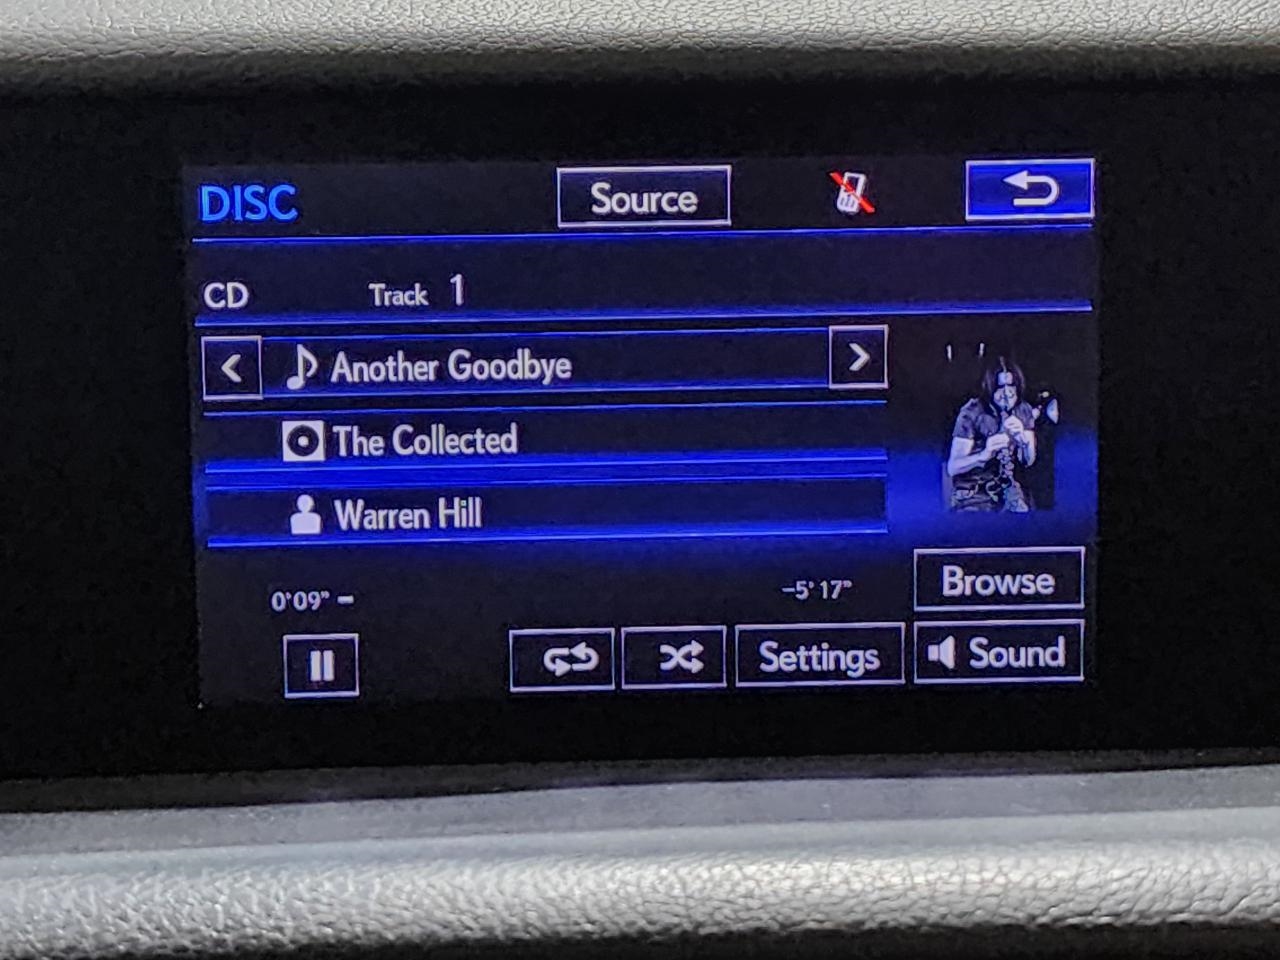 DISC Source
CD Track 1
Another Goodbye
The Collected
Warren Hill
0'09" -5'17"
Browse
Settings Sound